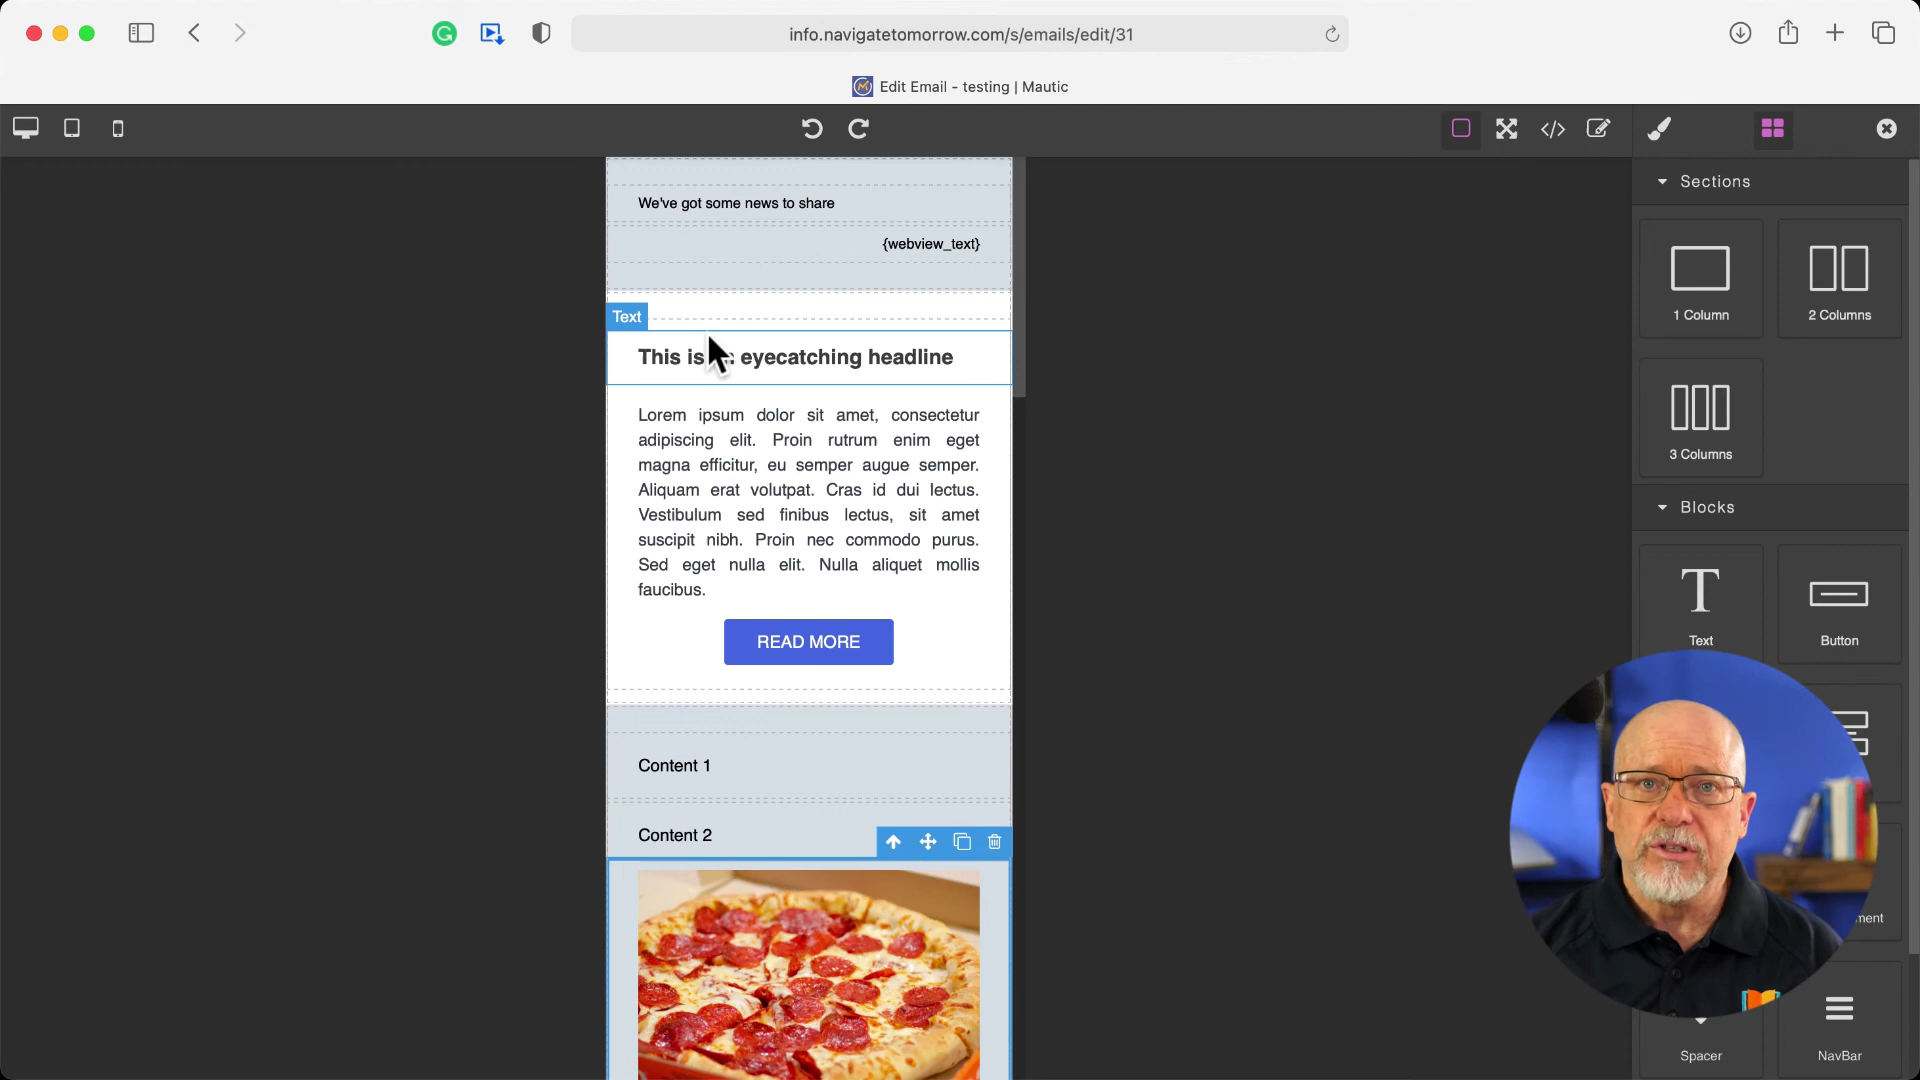 info.navigatetomorrow.com/s/emails/edit/31
Edit Email - testing | Mautic
We've got some news to share
{webview_text}
Text
This is eyecatching headline
Lorem ipsum dolor sit amet, consectetur
adipiscing elit. Proin rutrum enim eget
magna efficitur, eu semper augue semper.
Aliquam erat volutpat. Cras id dui lectus.
Vestibulum sed finibus lectus, sit amet
suscipit nibh. Proin nec commodo purus.
Sed eget nulla elit. Nulla aliquet mollis
faucibus.
READ MORE
Content 1
Content 2
Sections
1 Column
2 Columns
3 Columns
Blocks
Text
Button
Spacer
NavBar